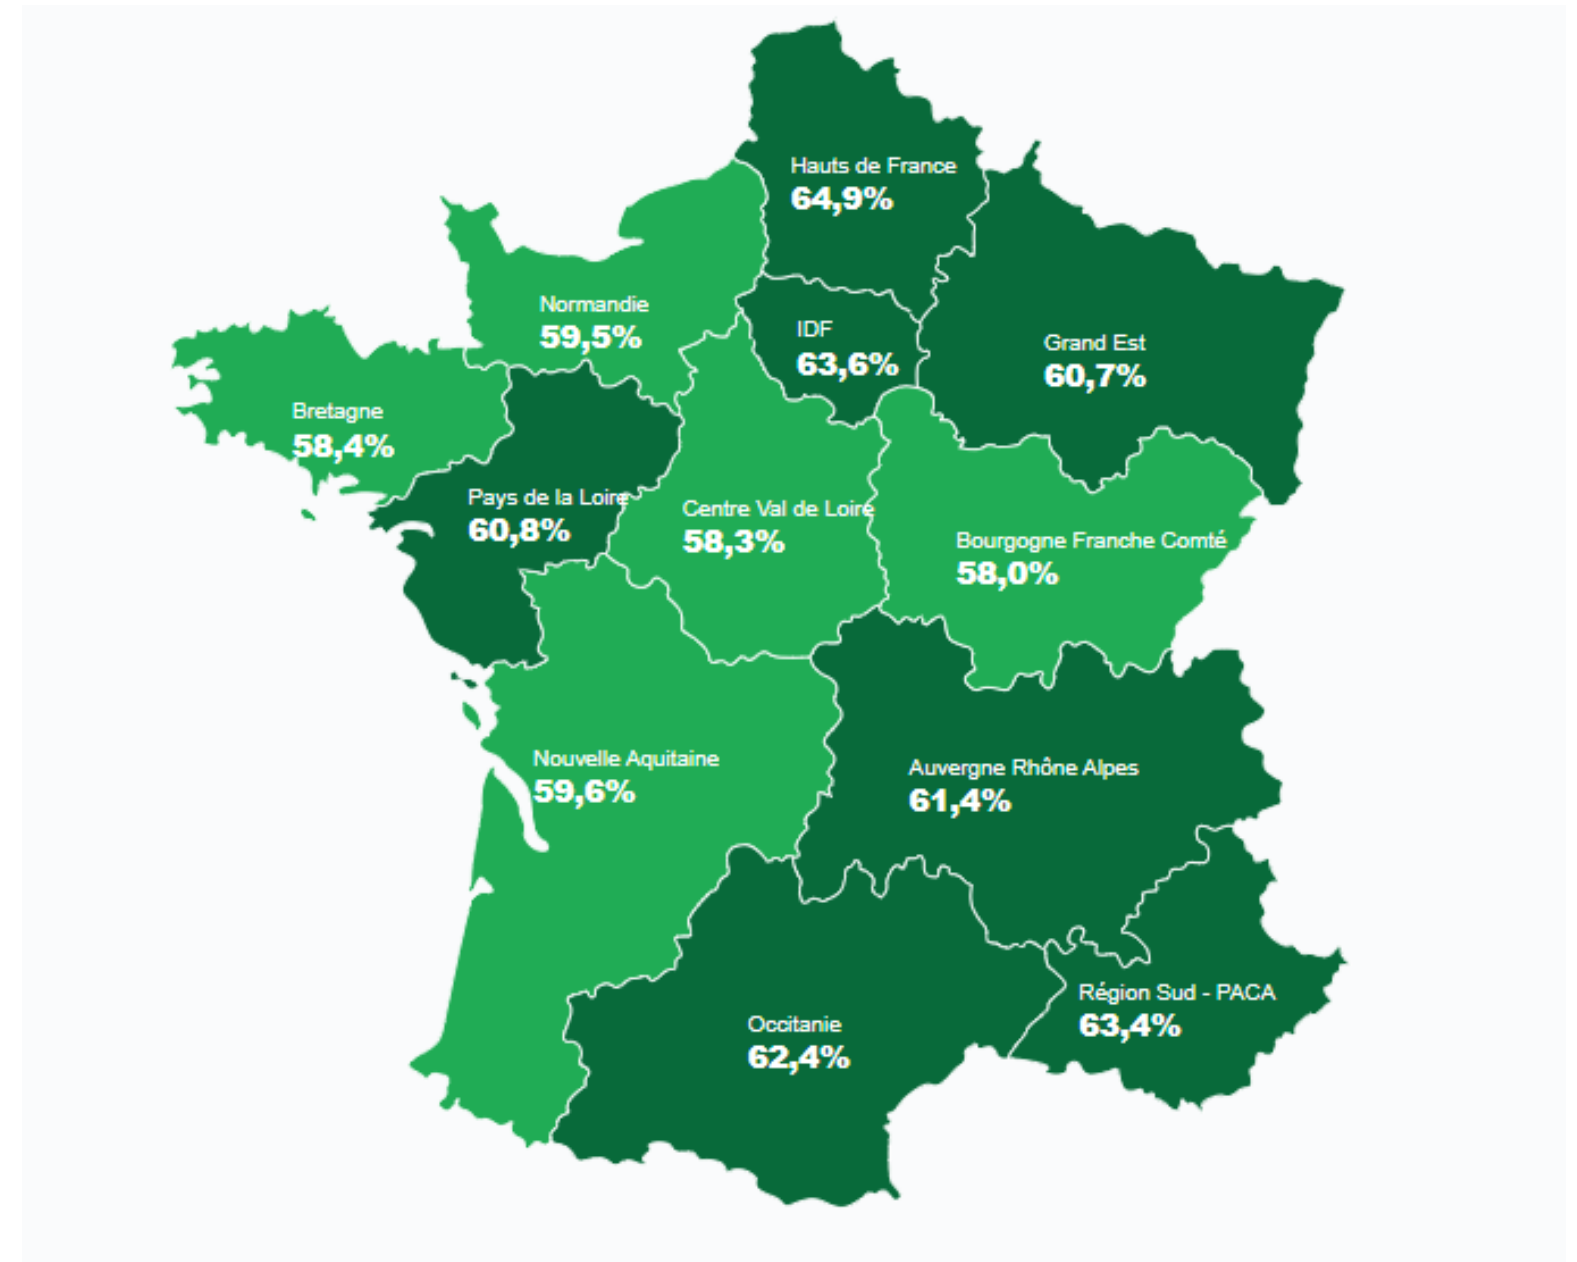 Hauts de France
64,9%
Normandie
59,5%
IDF
63,6%
Grand Est
60,7%
Bretagne
58,4%
Pays de la Loire
60,8%
Centre Val de Loire
58,3%
Bourgogne Franche Comté
58,0%
Nouvelle Aquitaine
59,6%
Auvergne Rhône Alpes
61,4%
Région Sud - PACA
63,4%
Occitanie
62,4%